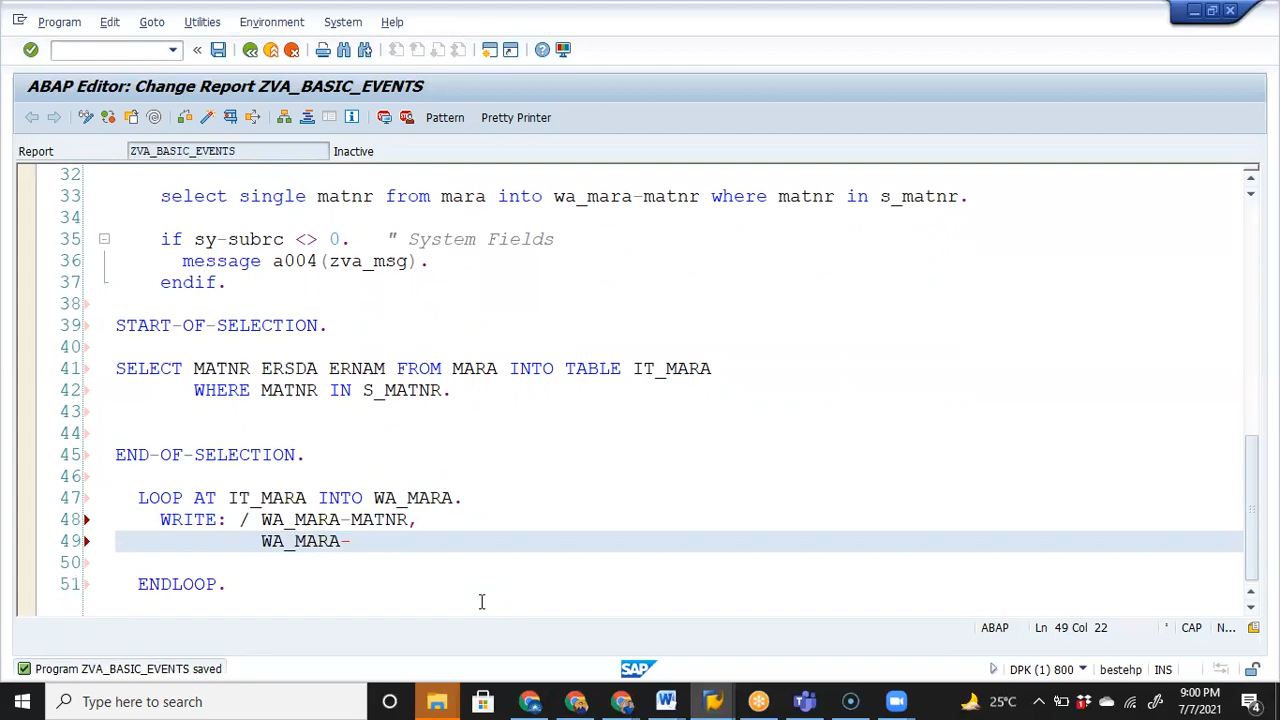 Program Edit Goto Utilities Environment System Help
ABAP Editor: Change Report ZVA_BASIC_EVENTS
Pattern Pretty Printer
Report ZVA_BASIC_EVENTS Inactive
32
33 select single matnr from mara into wa_mara-matnr where matnr in s_matnr.
34
35 if sy-subrc <> 0. " System Fields
36 message a004(zva_msg).
37 endif.
38
39 START-OF-SELECTION.
40
41 SELECT MATNR ERSDA ERNAM FROM MARA INTO TABLE IT_MARA
42 WHERE MATNR IN S_MATNR.
43
44
45 END-OF-SELECTION.
46
47 LOOP AT IT_MARA INTO WA_MARA.
48 WRITE: / WA_MARA-MATNR,
49 WA_MARA-
50
51 ENDLOOP.
ABAP Ln 49 Col 22 ' CAP N...
Program ZVA_BASIC_EVENTS saved SAP DPK (1) 800 bestehp INS
Type here to search 25°C 9:00 PM
7/7/2021 4